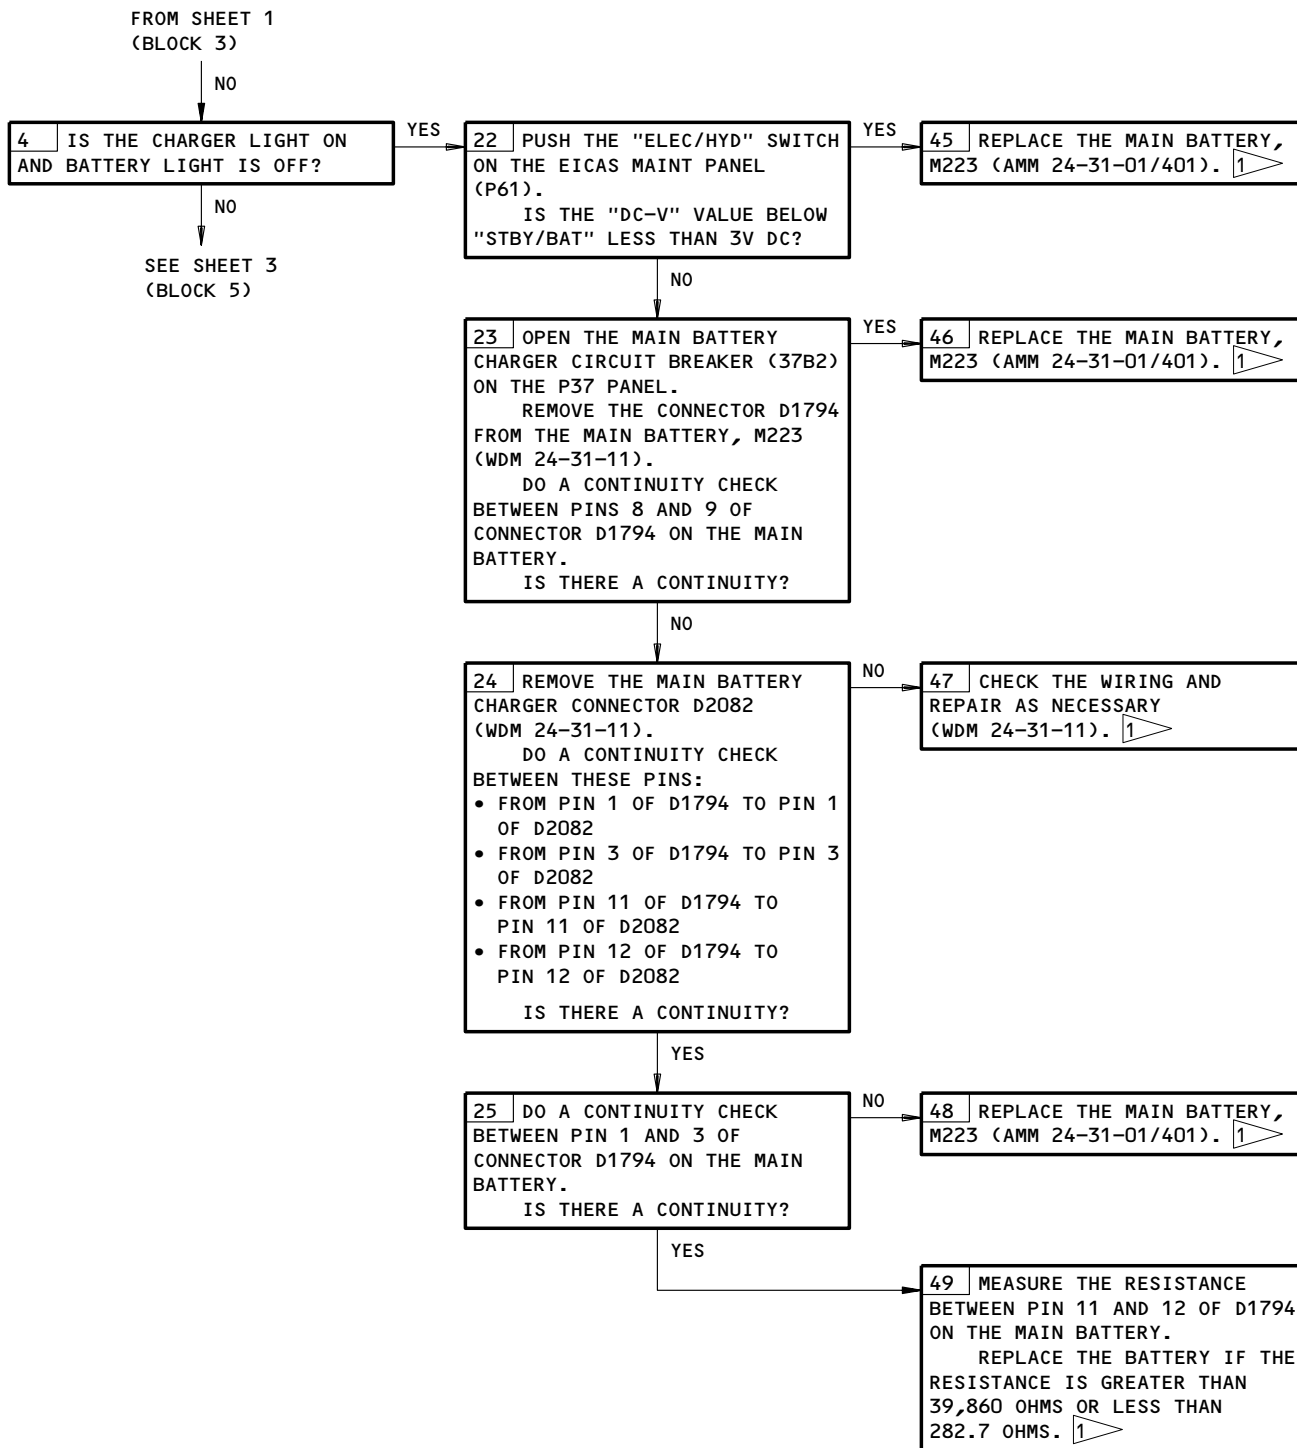 FROM SHEET 1
(BLOCK 3)
NO
4 IS THE CHARGER LIGHT ON
AND BATTERY LIGHT IS OFF?
YES
NO
SEE SHEET 3
(BLOCK 5)
22 PUSH THE "ELEC/HYD" SWITCH
ON THE EICAS MAINT PANEL
(P61).
IS THE "DC-V" VALUE BELOW
"STBY/BAT" LESS THAN 3V DC?
YES
45 REPLACE THE MAIN BATTERY,
M223 (AMM 24-31-01/401). 1
NO
23 OPEN THE MAIN BATTERY
CHARGER CIRCUIT BREAKER (37B2)
ON THE P37 PANEL.
REMOVE THE CONNECTOR D1794
FROM THE MAIN BATTERY, M223
(WDM 24-31-11).
DO A CONTINUITY CHECK
BETWEEN PINS 8 AND 9 OF
CONNECTOR D1794 ON THE MAIN
BATTERY.
IS THERE A CONTINUITY?
YES
46 REPLACE THE MAIN BATTERY,
M223 (AMM 24-31-01/401). 1
NO
24 REMOVE THE MAIN BATTERY
CHARGER CONNECTOR D2082
(WDM 24-31-11).
DO A CONTINUITY CHECK
BETWEEN THESE PINS:
• FROM PIN 1 OF D1794 TO PIN 1
OF D2082
• FROM PIN 3 OF D1794 TO PIN 3
OF D2082
• FROM PIN 11 OF D1794 TO
PIN 11 OF D2082
• FROM PIN 12 OF D1794 TO
PIN 12 OF D2082
IS THERE A CONTINUITY?
NO
47 CHECK THE WIRING AND
REPAIR AS NECESSARY
(WDM 24-31-11). 1
YES
25 DO A CONTINUITY CHECK
BETWEEN PIN 1 AND 3 OF
CONNECTOR D1794 ON THE MAIN
BATTERY.
IS THERE A CONTINUITY?
NO
48 REPLACE THE MAIN BATTERY,
M223 (AMM 24-31-01/401). 1
YES
49 MEASURE THE RESISTANCE
BETWEEN PIN 11 AND 12 OF D1794
ON THE MAIN BATTERY.
REPLACE THE BATTERY IF THE
RESISTANCE IS GREATER THAN
39,860 OHMS OR LESS THAN
282.7 OHMS. 1